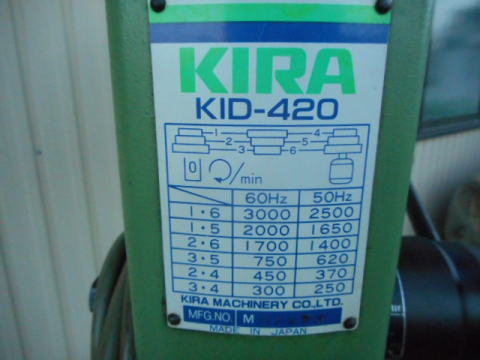 KIRA
KID-420
1 4
2 5
3 6
0 /min
60Hz 50Hz
1・6 3000 2500
1・5 2000 1650
2・6 1700 1400
3・5 750 620
2・4 450 370
3・4 300 250
KIRA MACHINERY CO.,LTD.
MFG.NO. M
MADE IN JAPAN